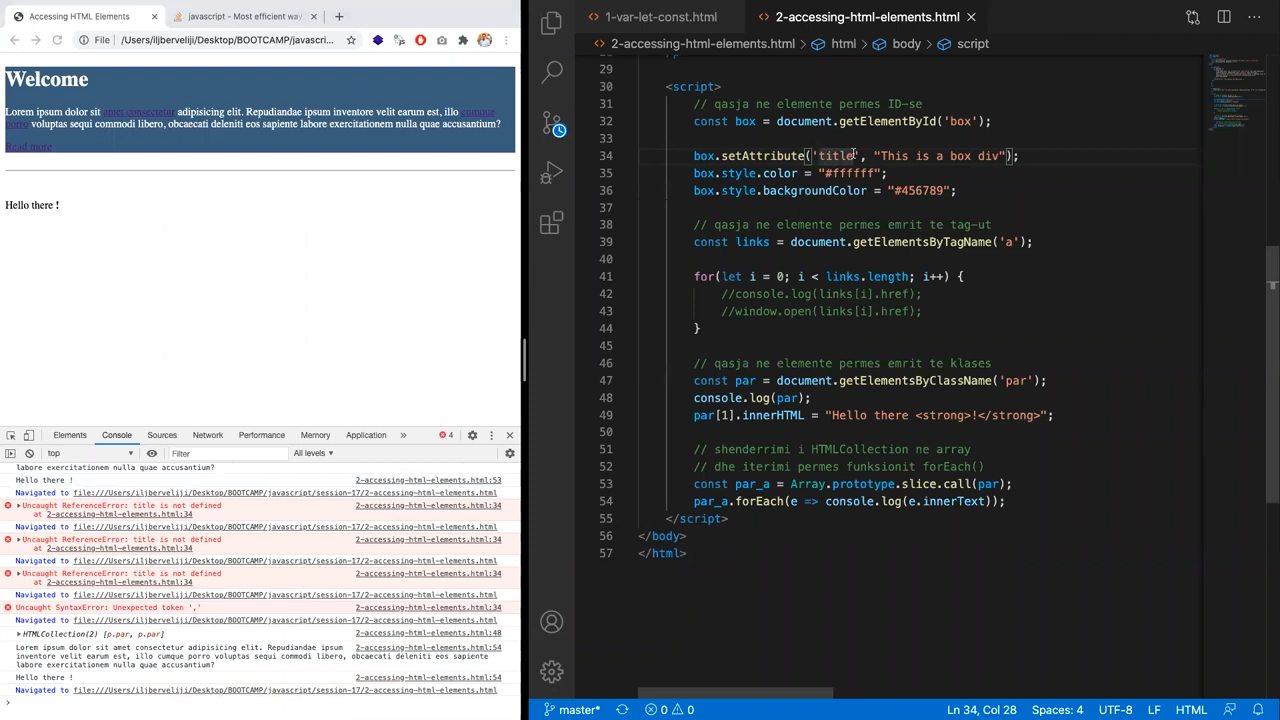 Accessing HTML Elements
javascript - Most efficient way
File /Users/iljberveliji/Desktop/BOOTCAMP/javascri...
Welcome
Lorem ipsum dolor sit amet consectetur adipisicing elit. Repudiandae ipsum inventore velit earum est, illo cumque
porro voluptas sequi commodi libero, obcaecati deleniti eos sapiente labore exercitationem nulla quae accusantium?
Read more
Hello there !
Elements Console Sources Network Performance Memory Application » 4
top Filter All levels
labore exercitationem nulla quae accusantium?
Hello there ! 2-accessing-html-elements.html:53
Navigated to file:///Users/iljberveliji/Desktop/BOOTCAMP/javascript/session-17/2-accessing-html-elements.html
Uncaught ReferenceError: title is not defined 2-accessing-html-elements.html:34
at 2-accessing-html-elements.html:34
Navigated to file:///Users/iljberveliji/Desktop/BOOTCAMP/javascript/session-17/2-accessing-html-elements.html
Uncaught ReferenceError: title is not defined 2-accessing-html-elements.html:34
at 2-accessing-html-elements.html:34
Navigated to file:///Users/iljberveliji/Desktop/BOOTCAMP/javascript/session-17/2-accessing-html-elements.html
Uncaught ReferenceError: title is not defined 2-accessing-html-elements.html:34
at 2-accessing-html-elements.html:34
Navigated to file:///Users/iljberveliji/Desktop/BOOTCAMP/javascript/session-17/2-accessing-html-elements.html
Uncaught SyntaxError: Unexpected token ',' 2-accessing-html-elements.html:34
Navigated to file:///Users/iljberveliji/Desktop/BOOTCAMP/javascript/session-17/2-accessing-html-elements.html
HTMLCollection(2) [p.par, p.par] 2-accessing-html-elements.html:48
Lorem ipsum dolor sit amet consectetur adipisicing elit. Repudiandae ipsum 2-accessing-html-elements.html:54
inventore velit earum est, illo cumque porro voluptas sequi commodi libero, obcaecati deleniti eos sapiente
labore exercitationem nulla quae accusantium?
Hello there ! 2-accessing-html-elements.html:54
Navigated to file:///Users/iljberveliji/Desktop/BOOTCAMP/javascript/session-17/2-accessing-html-elements.html
>
1-var-let-const.html
2-accessing-html-elements.html
2-accessing-html-elements.html > html > body > script
29
30 <script>
31 // qasja ne elemente permes ID-se
32 const box = document.getElementById('box');
33
34 box.setAttribute('title', "This is a box div");
35 box.style.color = "#ffffff";
36 box.style.backgroundColor = "#456789";
37
38 // qasja ne elemente permes emrit te tag-ut
39 const links = document.getElementsByTagName('a');
40
41 for(let i = 0; i < links.length; i++) {
42 //console.log(links[i].href);
43 //window.open(links[i].href);
44 }
45
46 // qasja ne elemente permes emrit te klases
47 const par = document.getElementsByClassName('par');
48 console.log(par);
49 par[1].innerHTML = "Hello there <strong>!</strong>";
50
51 // shenderrimi i HTMLCollection ne array
52 // dhe iterimi permes funksionit forEach()
53 const par_a = Array.prototype.slice.call(par);
54 par_a.forEach(e => console.log(e.innerText));
55 </script>
56 </body>
57 </html>
master* 0 0 Ln 34, Col 28 Spaces: 4 UTF-8 LF HTML